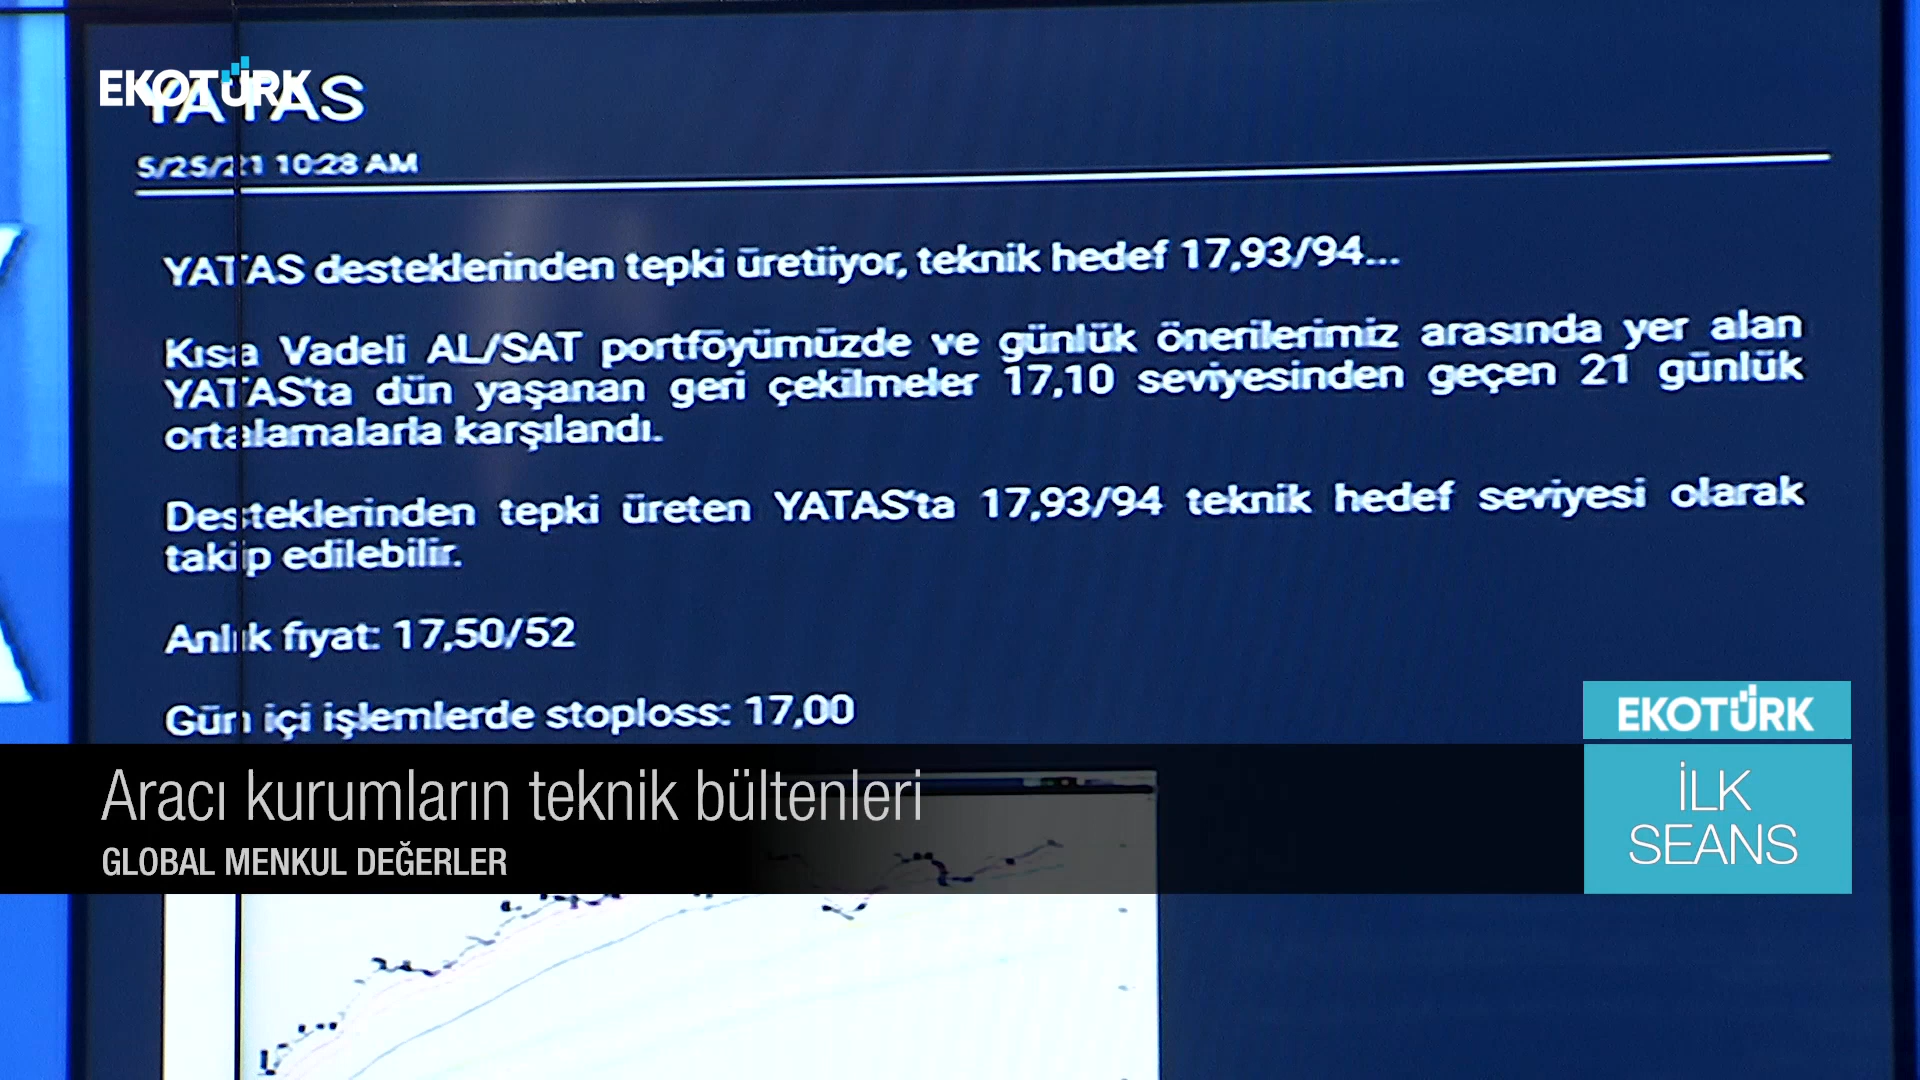 EKOTÜRK
YATAS
5/25/21 10:28 AM
YATAS desteklerinden tepki üretiiyor, teknik hedef 17,93/94...
Kısa Vadeli AL/SAT portföyümüzde ve günlük önerilerimiz arasında yer alan
YATAS'ta dün yaşanan geri çekilmeler 17,10 seviyesinden geçen 21 günlük
ortalamalarla karşılandı.
Desteklerinden tepki üreten YATAS'ta 17,93/94 teknik hedef seviyesi olarak
takip edilebilir.
Anlık fiyat: 17,50/52
Gün içi işlemlerde stoploss: 17,00
EKOTÜRK
İLK
SEANS
Aracı kurumların teknik bültenleri
GLOBAL MENKUL DEĞERLER